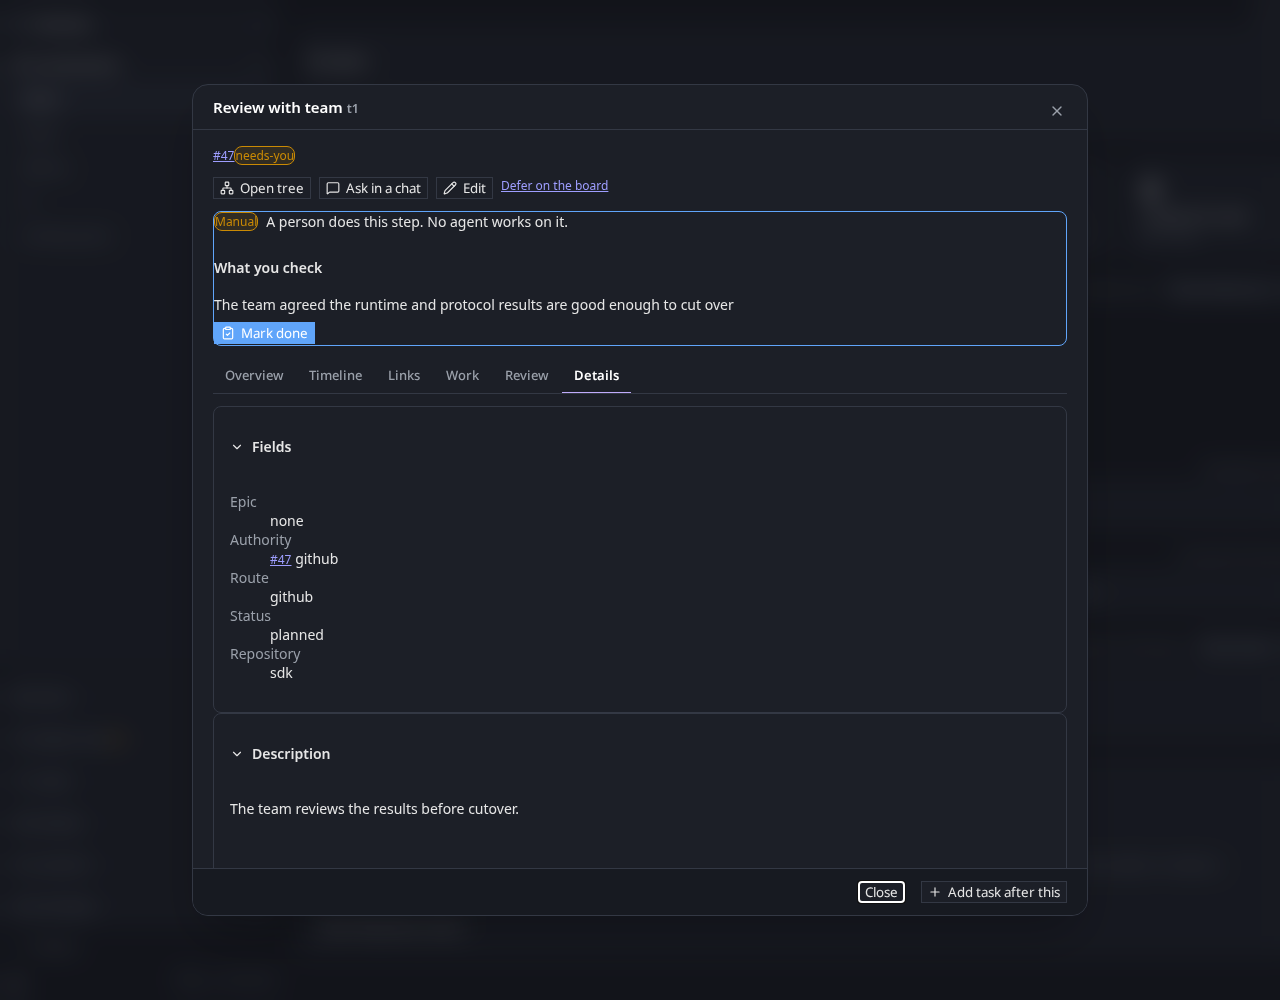 Review with team t1
#47 needs-you
Open tree Ask in a chat Edit Defer on the board
Manual A person does this step. No agent works on it.
What you check
The team agreed the runtime and protocol results are good enough to cut over
Mark done
Overview Timeline Links Work Review Details
Fields
Epic
none
Authority
#47 github
Route
github
Status
planned
Repository
sdk
Description
The team reviews the results before cutover.
Close Add task after this